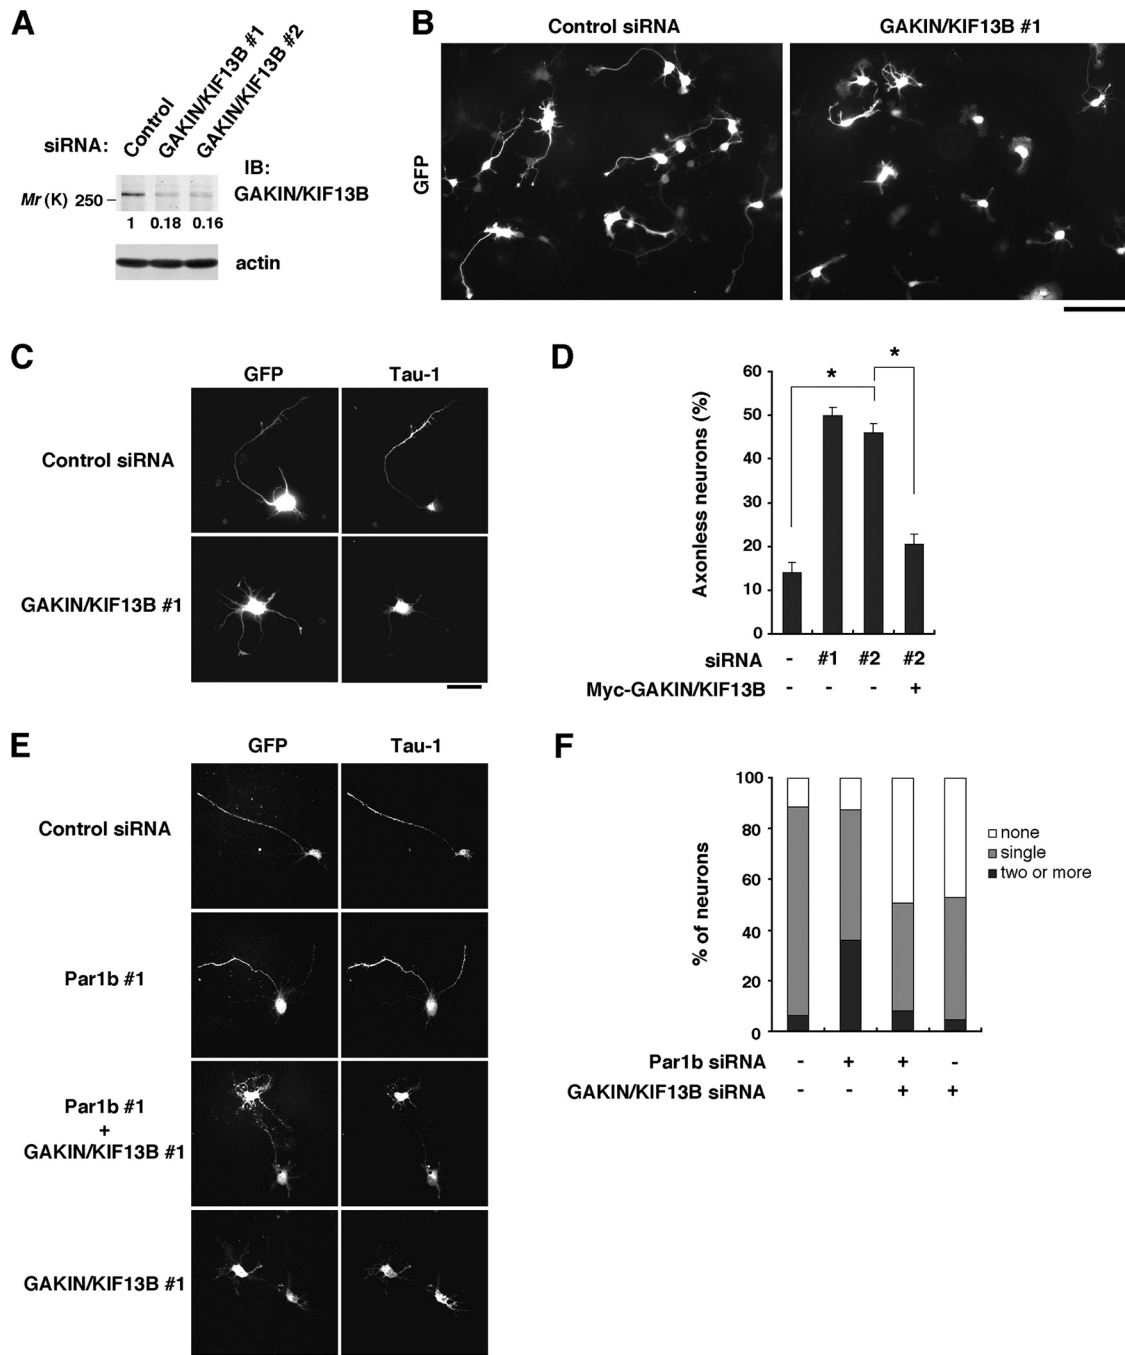 A
siRNA:
Control
GAKIN/KIF13B #1
GAKIN/KIF13B #2
IB:
GAKIN/KIF13B
Mr (K) 250
1 0.18 0.16
actin
B
Control siRNA GAKIN/KIF13B #1
GFP
C
GFP Tau-1
Control siRNA
GAKIN/KIF13B #1
D
Axonless neurons (%)
60
50
40
30
20
10
0
* *
siRNA - #1 #2 #2
Myc-GAKIN/KIF13B - - - +
E
GFP Tau-1
Control siRNA
Par1b #1
Par1b #1
+
GAKIN/KIF13B #1
GAKIN/KIF13B #1
F
% of neurons
100
80
60
40
20
0
none
single
two or more
Par1b siRNA - + + -
GAKIN/KIF13B siRNA - - + +